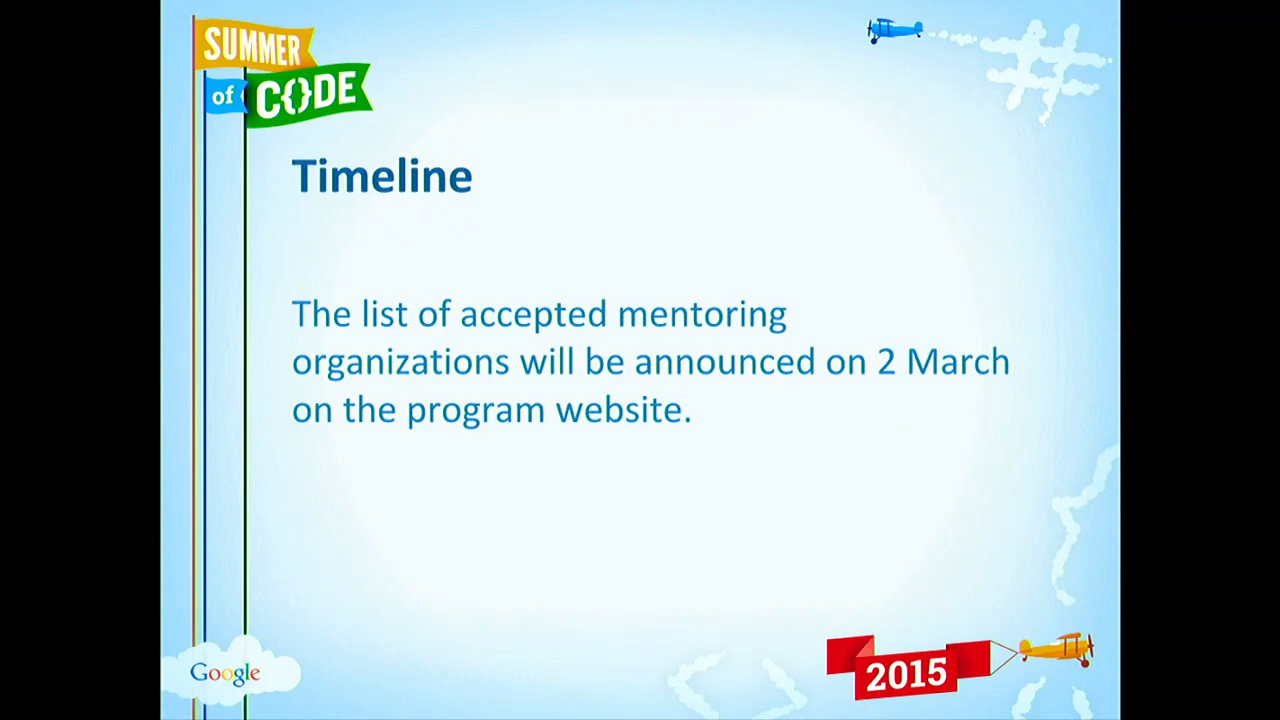 SUMMER
of C{}DE
Timeline
The list of accepted mentoring
organizations will be announced on 2 March
on the program website.
Google
2015